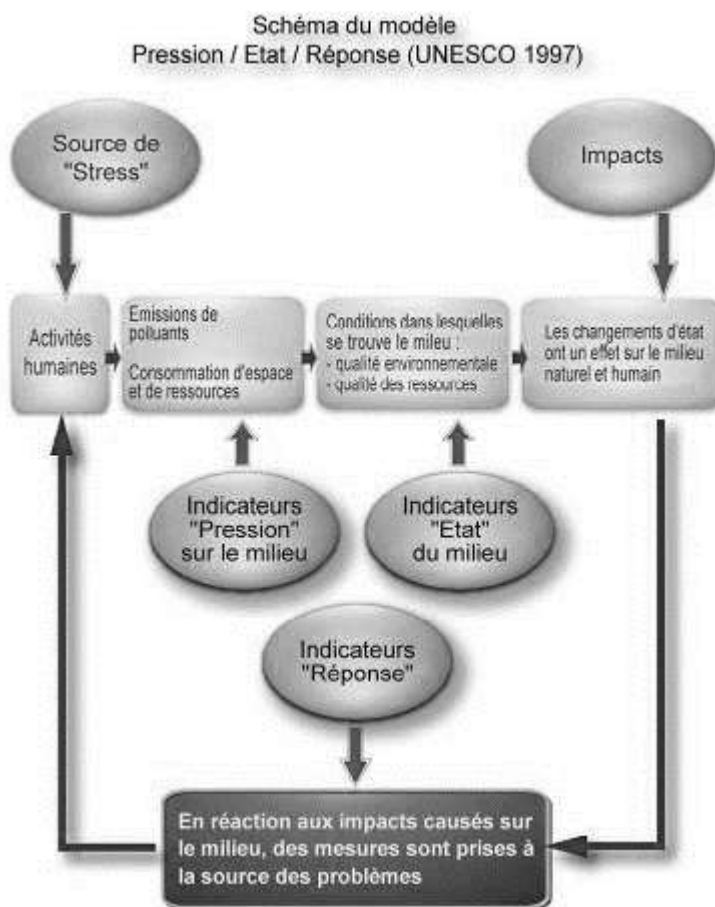 Schéma du modèle
Pression / Etat / Réponse (UNESCO 1997)
Source de
"Stress"
Impacts
Activités
humaines
Emissions de
polluants
Consommation d'espace
et de ressources
Conditions dans lesquelles
se trouve le milieu :
- qualité environnementale
- qualité des ressources
Les changements d'état
ont un effet sur le milieu
naturel et humain
Indicateurs
"Pression"
sur le milieu
Indicateurs
"Etat"
du milieu
Indicateurs
"Réponse"
En réaction aux impacts causés sur
le milieu, des mesures sont prises à
la source des problèmes